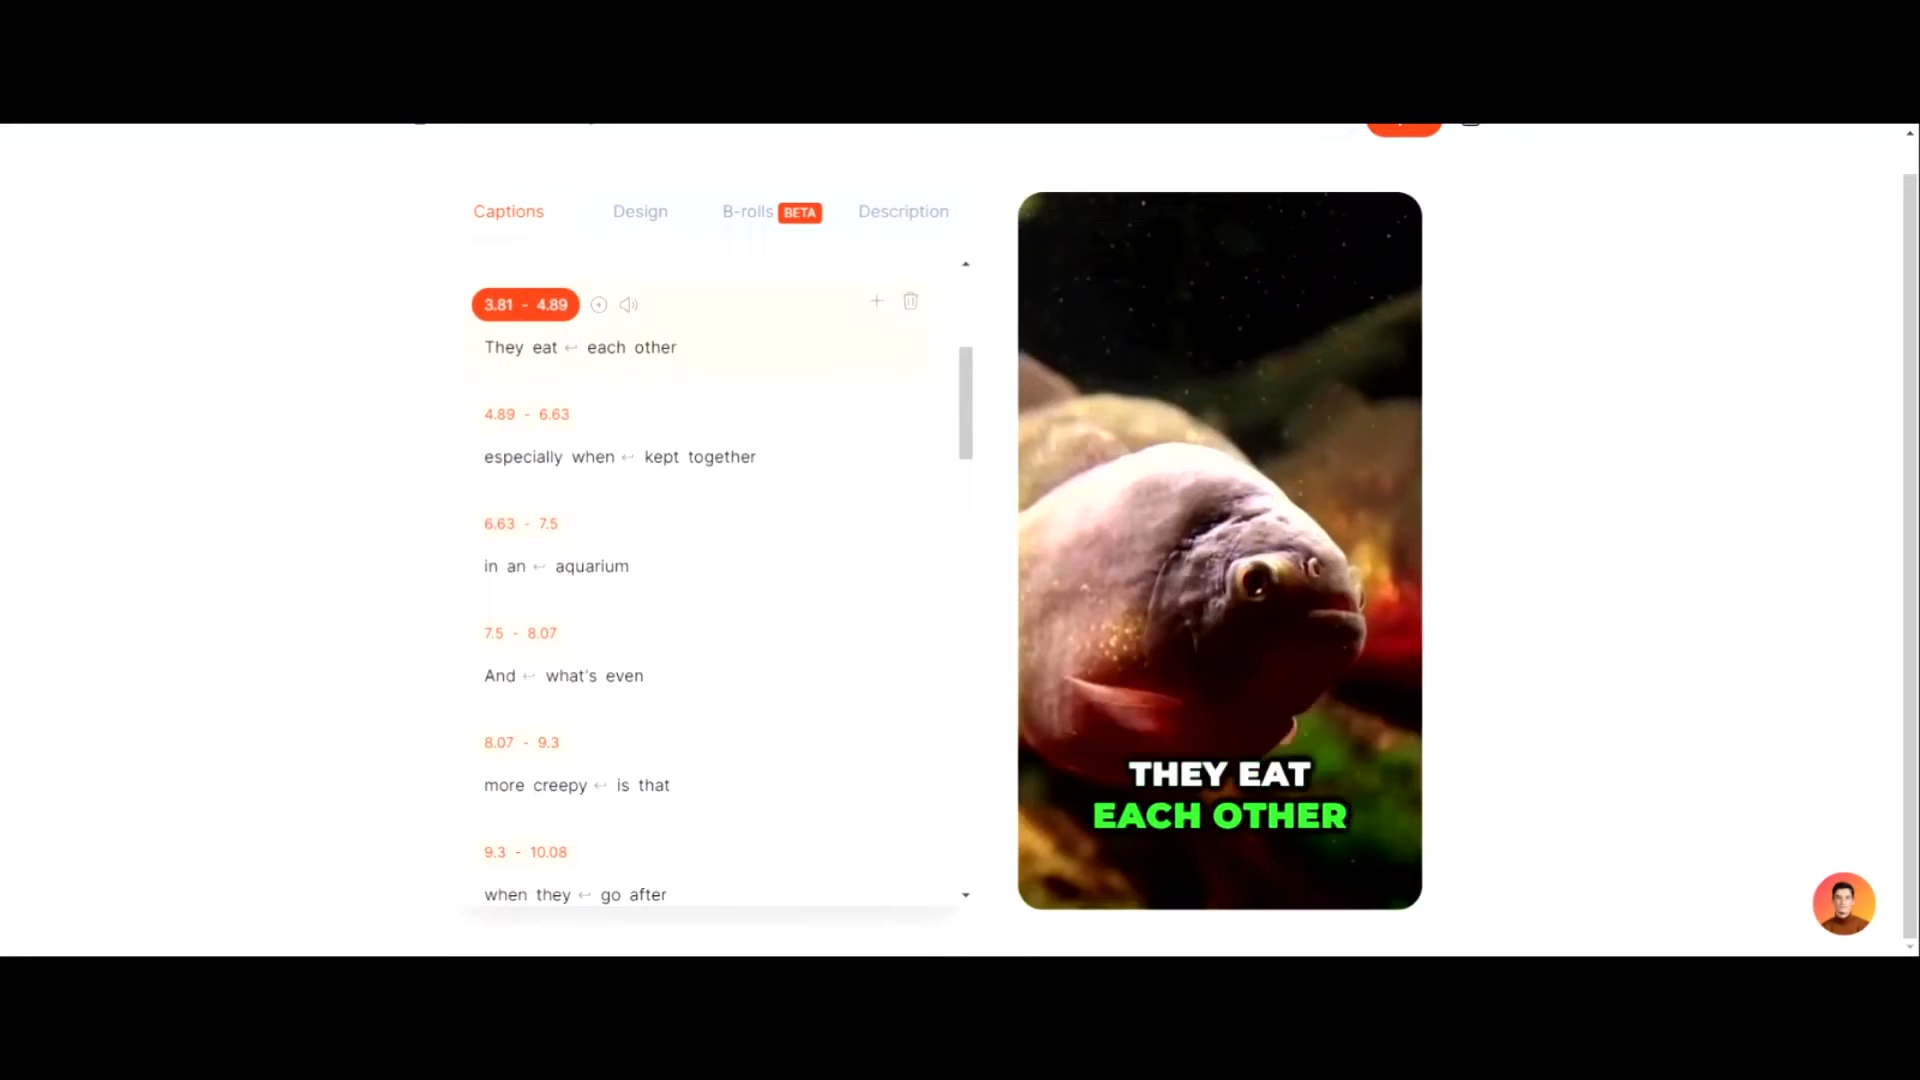 Captions Design B-rolls BETA Description
3.81 - 4.89
They eat ↩ each other
4.89 - 6.63
especially when ↩ kept together
6.63 - 7.5
in an ↩ aquarium
7.5 - 8.07
And ↩ what's even
8.07 - 9.3
more creepy ↩ is that
9.3 - 10.08
when they ↩ go after
THEY EAT
EACH OTHER